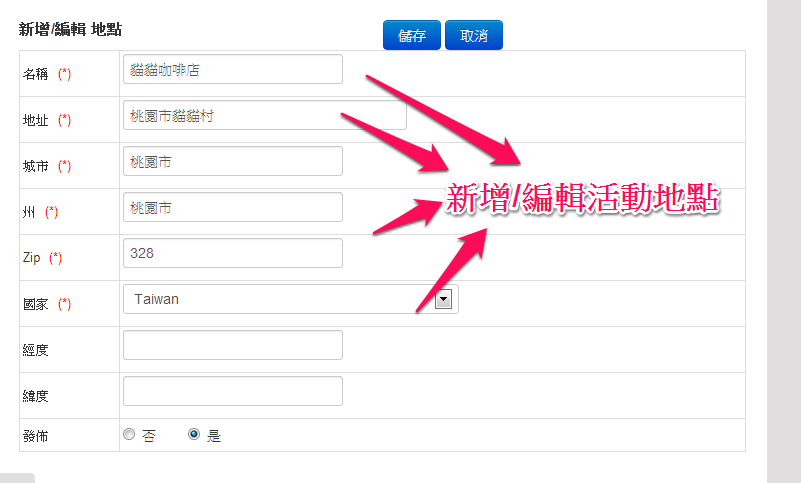 新增/編輯 地點
儲存 取消
名稱 (*) 貓貓咖啡店
地址 (*) 桃園市貓貓村
城市 (*) 桃園市
州 (*) 桃園市
新增/編輯活動地點
Zip (*) 328
國家 (*) Taiwan
經度
緯度
發佈 否 是